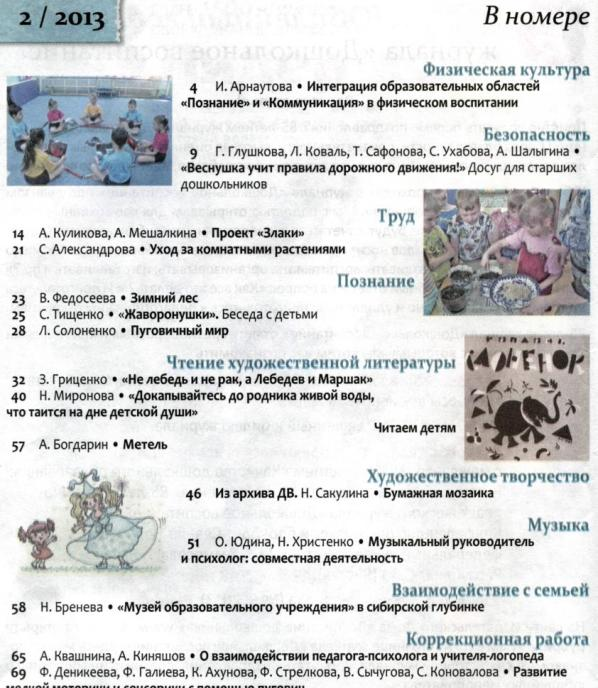 2 / 2013
В номере
Физическая культура
4 И. Арнаутова • Интеграция образовательных областей
«Познание» и «Коммуникация» в физическом воспитании
Безопасность
9 Г. Глушкова, Л. Коваль, Т. Сафонова, С. Ухабова, А. Шалыгина •
«Веснушка учит правила дорожного движения!» Досуг для старших
дошкольников
Труд
14 А. Куликова, А. Мешалкина • Проект «Злаки»
21 С. Александрова • Уход за комнатными растениями
Познание
23 В. Федосеева • Зимний лес
25 С. Тищенко • «Жаворонушки». Беседа с детьми
28 Л. Солоненко • Пуговичный мир
Чтение художественной литературы
32 З. Гриценко • «Не лебедь и не рак, а Лебедев и Маршак»
40 Н. Миронова • «Докапывайтесь до родника живой воды,
что таится на дне детской души»
Читаем детям
57 А. Богдарин • Метель
Художественное творчество
46 Из архива ДВ. Н. Сакулина • Бумажная мозаика
Музыка
51 О. Юдина, Н. Христенко • Музыкальный руководитель
и психолог: совместная деятельность
Взаимодействие с семьей
58 Н. Бренева • «Музей образовательного учреждения» в сибирской глубинке
Коррекционная работа
65 А. Квашнина, А. Кияшов • О взаимодействии педагога-психолога и учителя-логопеда
69 Ф. Деникеева, Ф. Галиева, К. Ахунова, Ф. Стрелкова, В. Сычугова, С. Коновалова • Развитие
мелкой моторики и сенсорики с помощью пуговиц